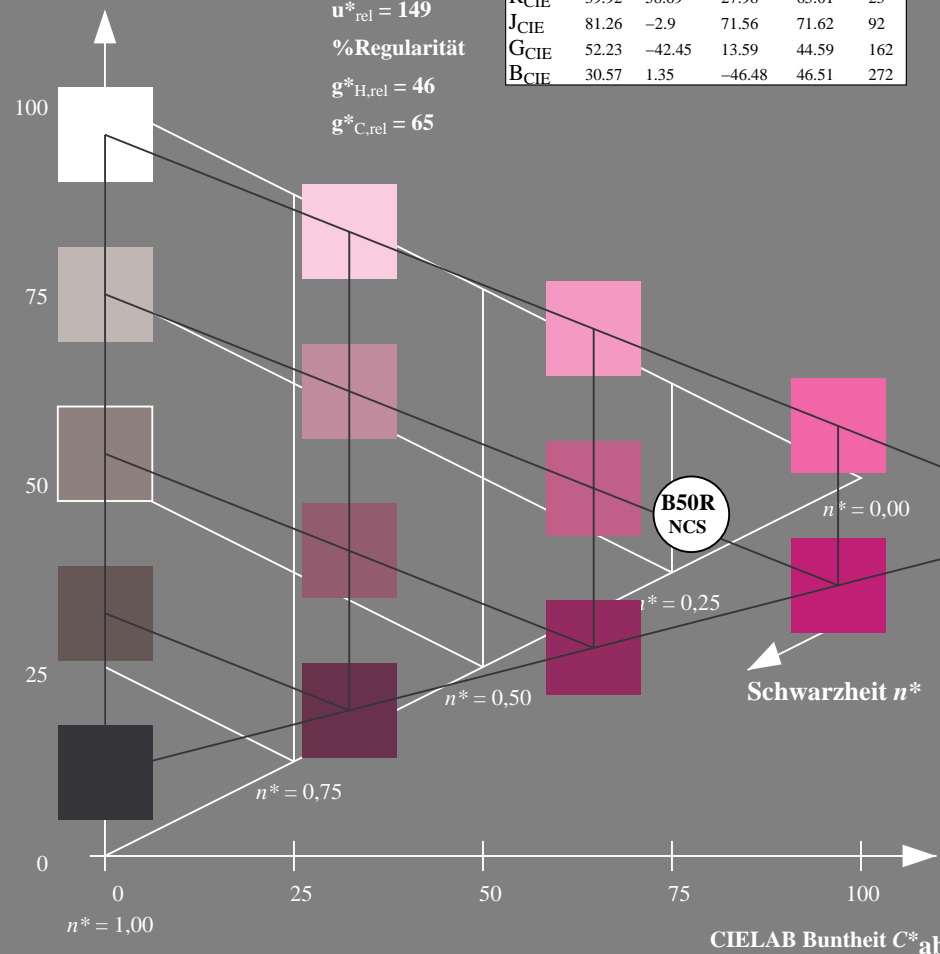 u*rel = 149
%Regularität
g*H,rel = 46
g*C,rel = 65
JCIE 81.26 −2.9 71.56 71.62 92
GCIE 52.23 −42.45 13.59 44.59 162
BCIE 30.57 1.35 −46.48 46.51 272
100
75
50
25
0
B50R
NCS
n* = 0,00
n* = 0,25
n* = 0,50
n* = 0,75
Schwarzheit n*
0 25 50 75 100
n* = 1,00
CIELAB Buntheit C*ab